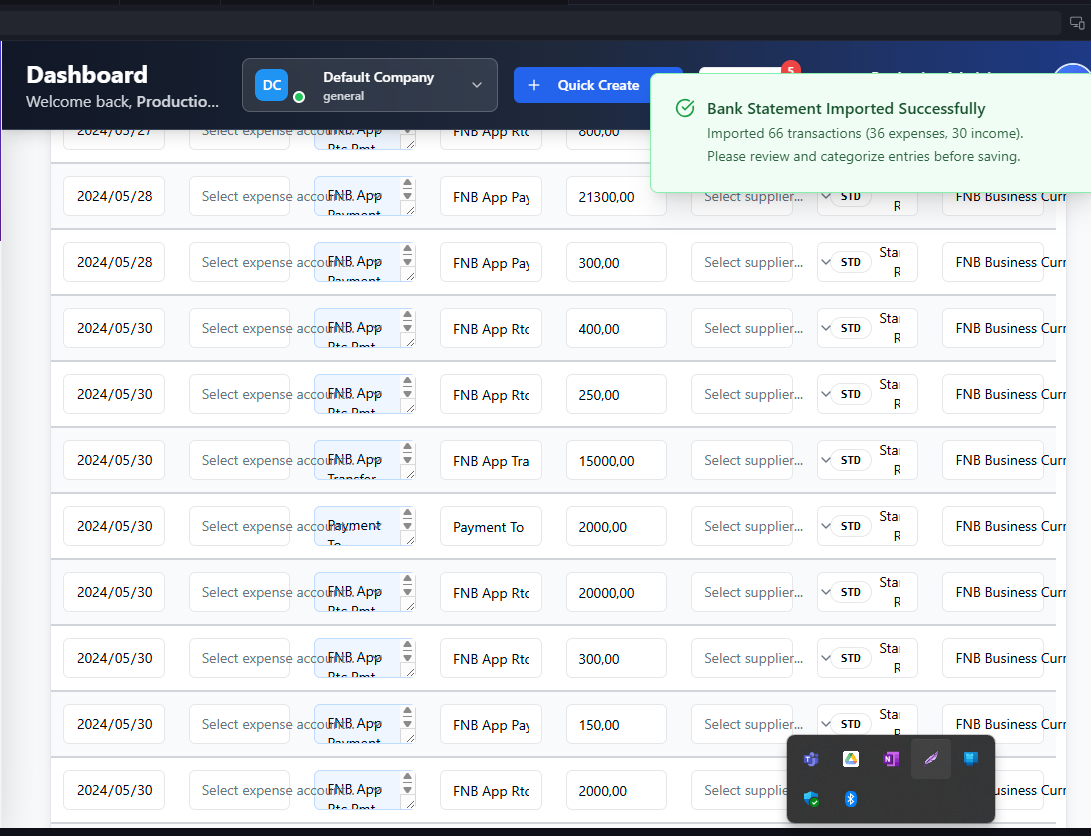 Dashboard
Welcome back, Productio...
DC
Default Company
general
+ Quick Create
5
Bank Statement Imported Successfully
Imported 66 transactions (36 expenses, 30 income).
Please review and categorize entries before saving.
2024/05/27 Select expense account... FNB App Rtc Pmt FNB App Rtc 800,00
2024/05/28 Select expense account... FNB App Payment FNB App Pay 21300,00 Select supplier... STD R FNB Business Curr
2024/05/28 Select expense account... FNB App Payment FNB App Pay 300,00 Select supplier... STD Sta R FNB Business Curr
2024/05/30 Select expense account... FNB App Rtc Pmt FNB App Rtc 400,00 Select supplier... STD Sta R FNB Business Curr
2024/05/30 Select expense account... FNB App Rtc Pmt FNB App Rtc 250,00 Select supplier... STD Sta R FNB Business Curr
2024/05/30 Select expense account... FNB App Transfer FNB App Tra 15000,00 Select supplier... STD Sta R FNB Business Curr
2024/05/30 Select expense account... Payment To Payment To 2000,00 Select supplier... STD Sta R FNB Business Curr
2024/05/30 Select expense account... FNB App Rtc Pmt FNB App Rtc 20000,00 Select supplier... STD Sta R FNB Business Curr
2024/05/30 Select expense account... FNB App Rtc Pmt FNB App Rtc 300,00 Select supplier... STD Sta R FNB Business Curr
2024/05/30 Select expense account... FNB App Payment FNB App Pay 150,00 Select supplier... STD Sta R FNB Business Curr
2024/05/30 Select expense account... FNB App Rtc Pmt FNB App Rtc 2000,00 Select supplie usiness Curr